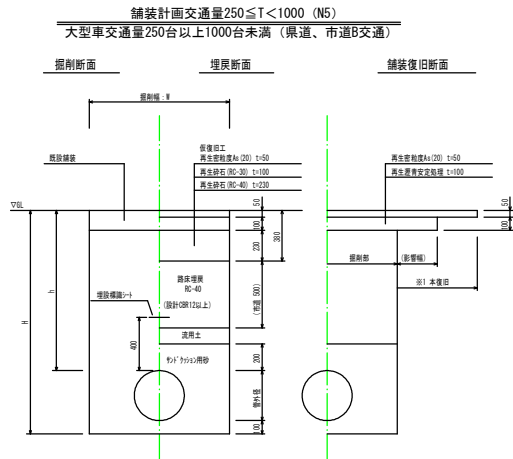 舗装計画交通量250≦T<1000 (N5)
大型車交通量250台以上1000台未満（県道、市道B交通）
掘削断面
埋戻断面
舗装復旧断面
掘削幅：W
既設舗装
仮復旧工
再生密粒度As(20) t=50
再生砕石(RC-30) t=100
再生砕石(RC-40) t=230
再生密粒度As(20) t=50
再生瀝青安定処理 t=100
▽GL
50
100
230
380
50
100
掘削部
(影響幅)
※1 本復旧
h
H
路床埋戻
RC-40
(設計CBR12以上)
(市道 500)
埋設標識シート
400
流用土
サンドクッション用砂
200
管外径
100